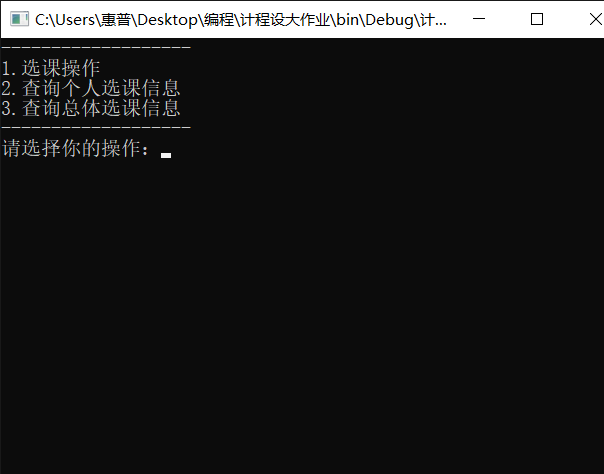 C:\Users\惠普\Desktop\编程\计程设大作业\bin\Debug\计...
-------------------
1.选课操作
2.查询个人选课信息
3.查询总体选课信息
-------------------
请选择你的操作：